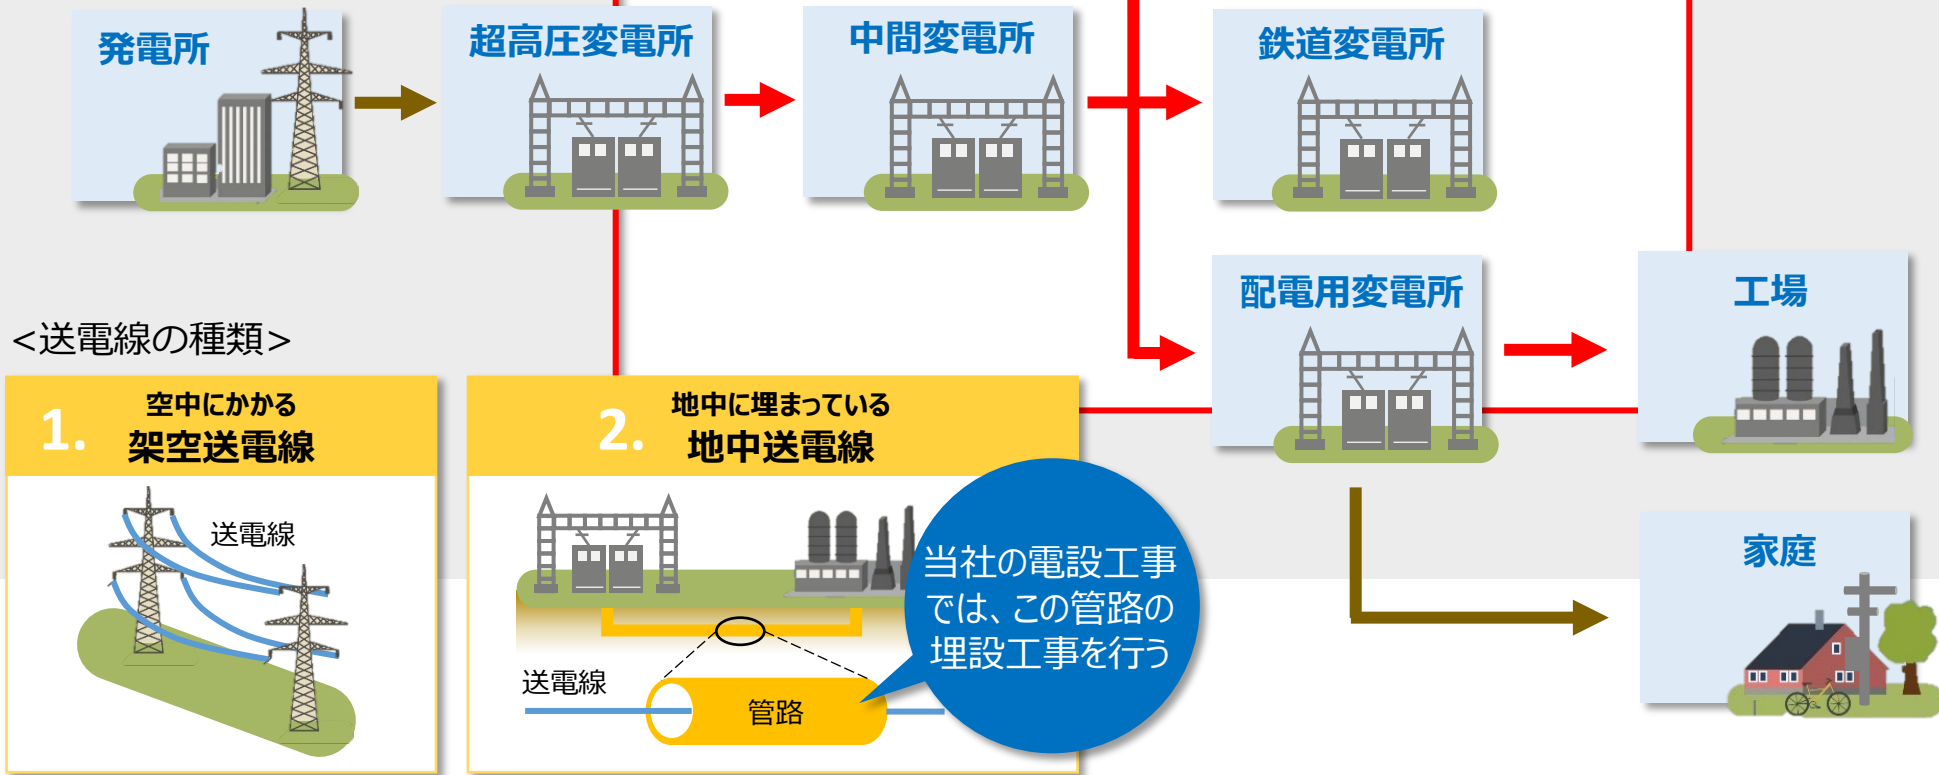 発電所
超高圧変電所
中間変電所
鉄道変電所
配電用変電所
工場
家庭
<送電線の種類>
1.
空中にかかる
架空送電線
送電線
2.
地中に埋まっている
地中送電線
送電線
管路
当社の電設工事
では、この管路の
埋設工事を行う